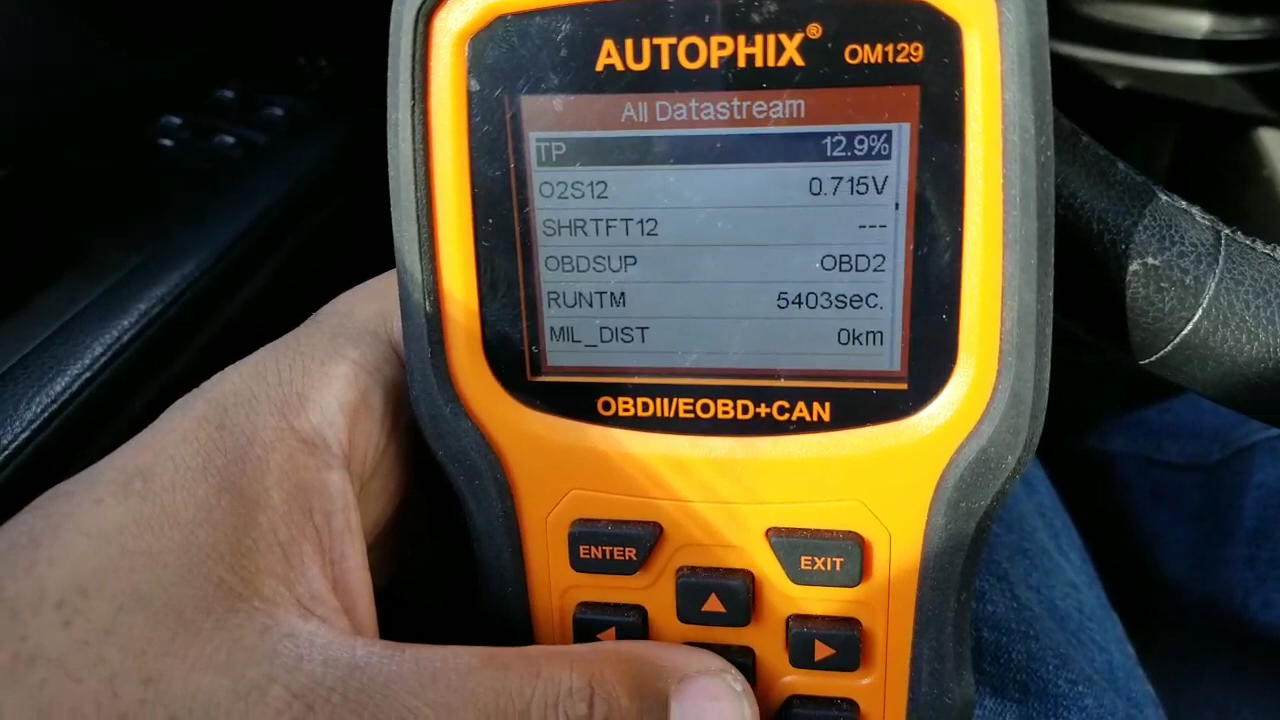 AUTOPHIX® OM129
All Datastream
TP 12.9%
O2S12 0.715V
SHRTFT12 ---
OBDSUP OBD2
RUNTM 5403sec.
MIL_DIST 0km
OBDII/EOBD+CAN
ENTER
EXIT